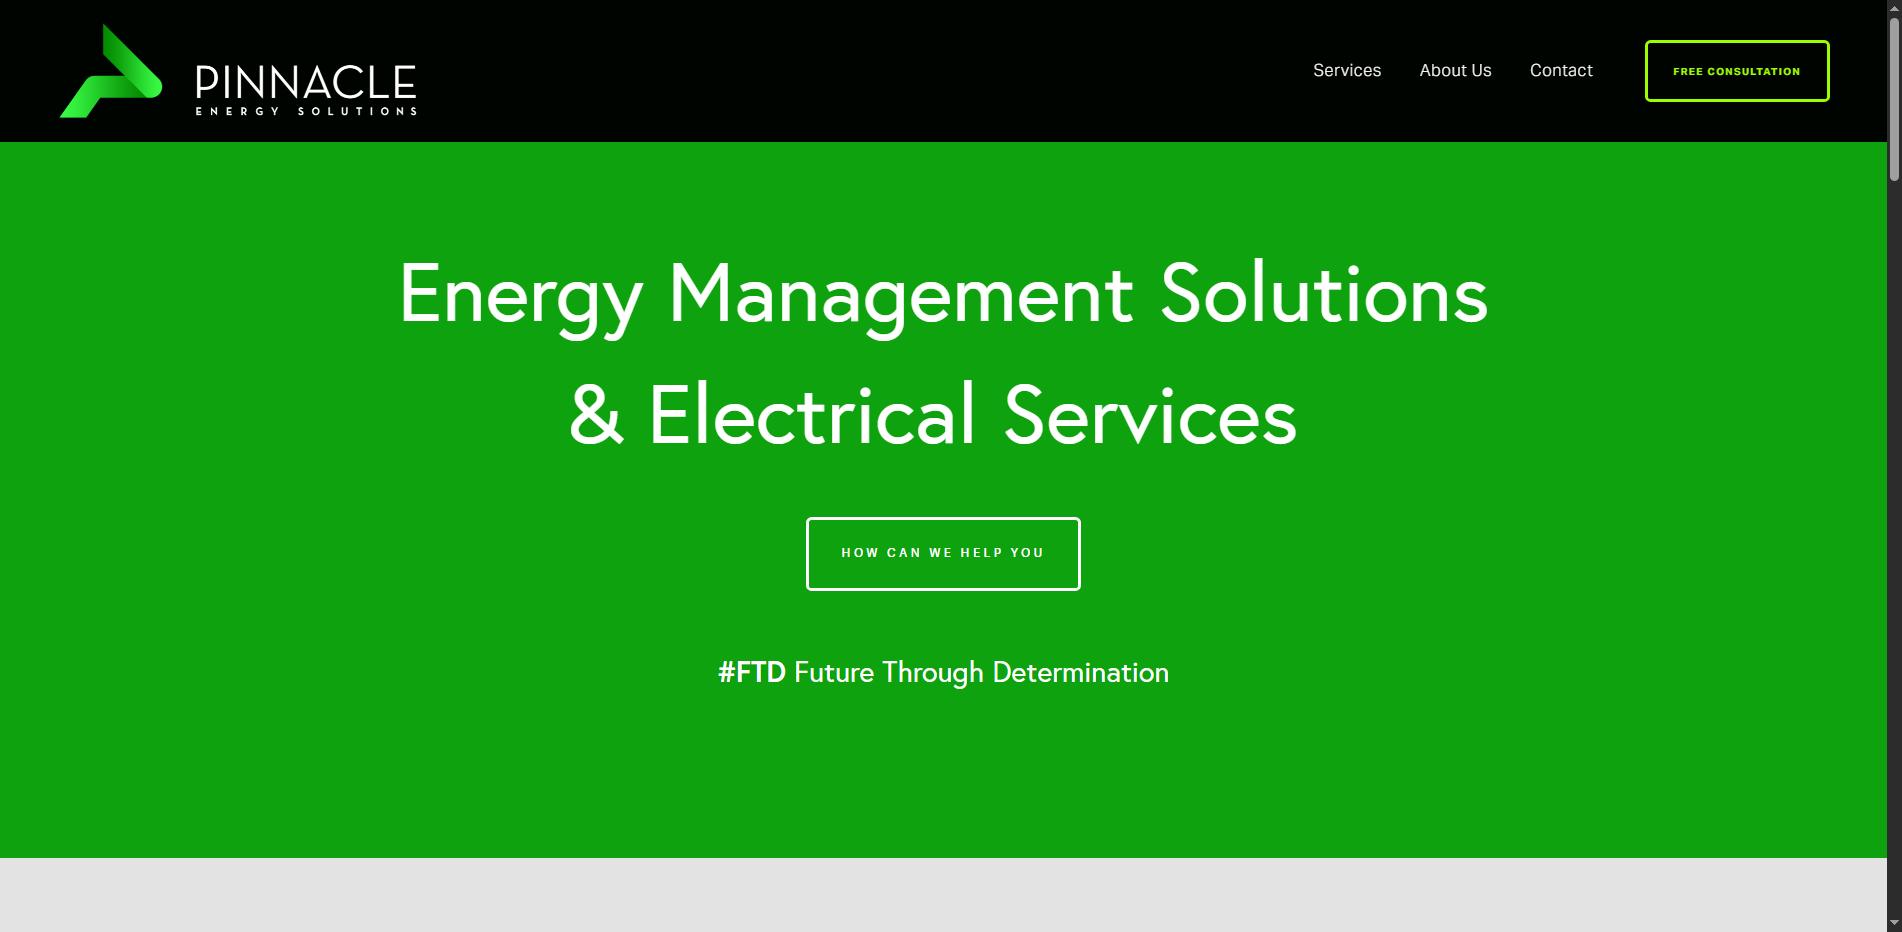 PINNACLE
ENERGY SOLUTIONS
Services
About Us
Contact
FREE CONSULTATION
Energy Management Solutions
& Electrical Services
HOW CAN WE HELP YOU
#FTD Future Through Determination